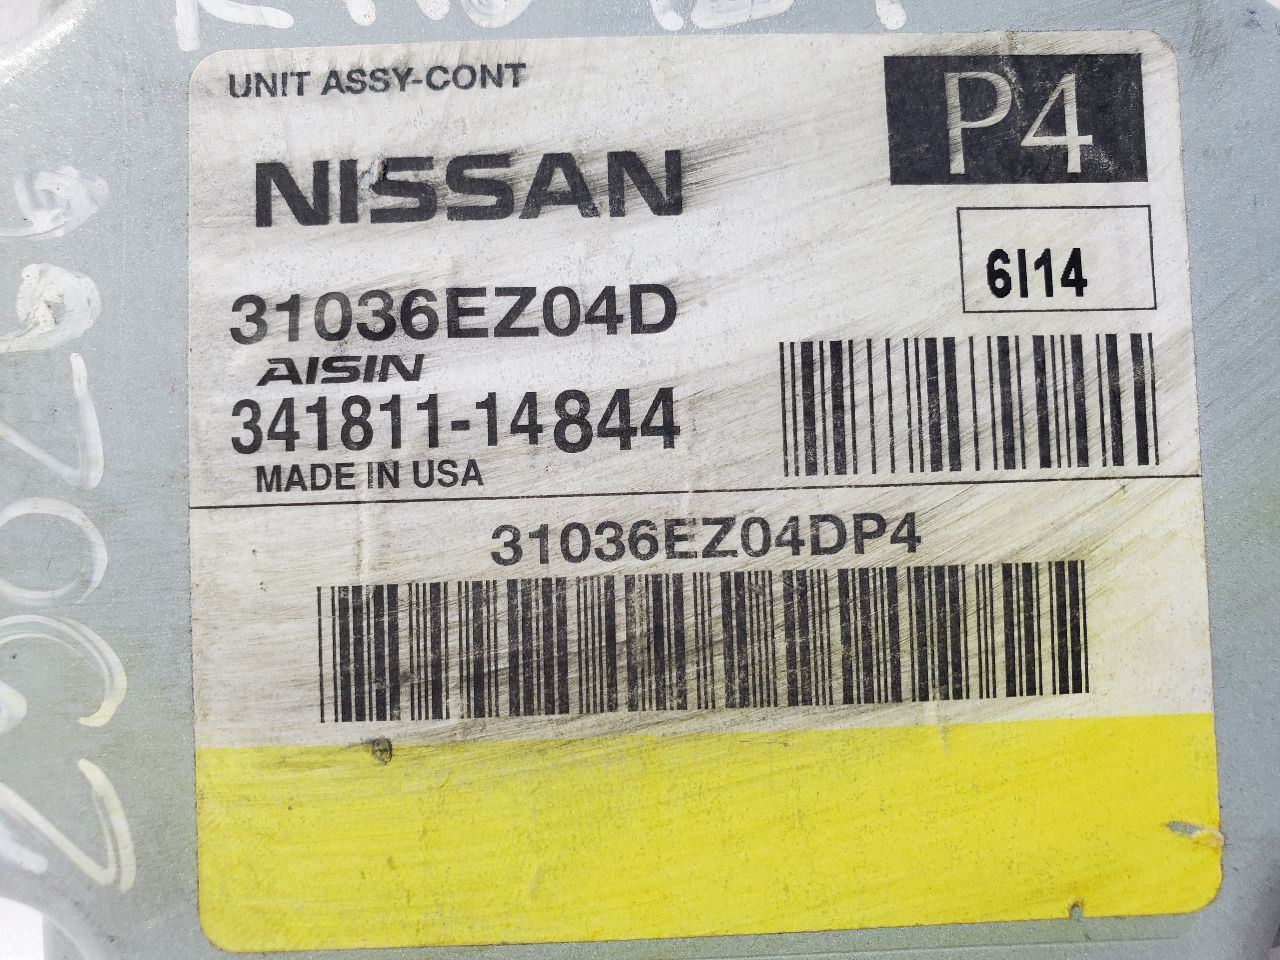 UNIT ASSY-CONT
P4
NISSAN
6I14
31036EZ04D
AISIN
341811-14844
MADE IN USA
31036EZ04DP4